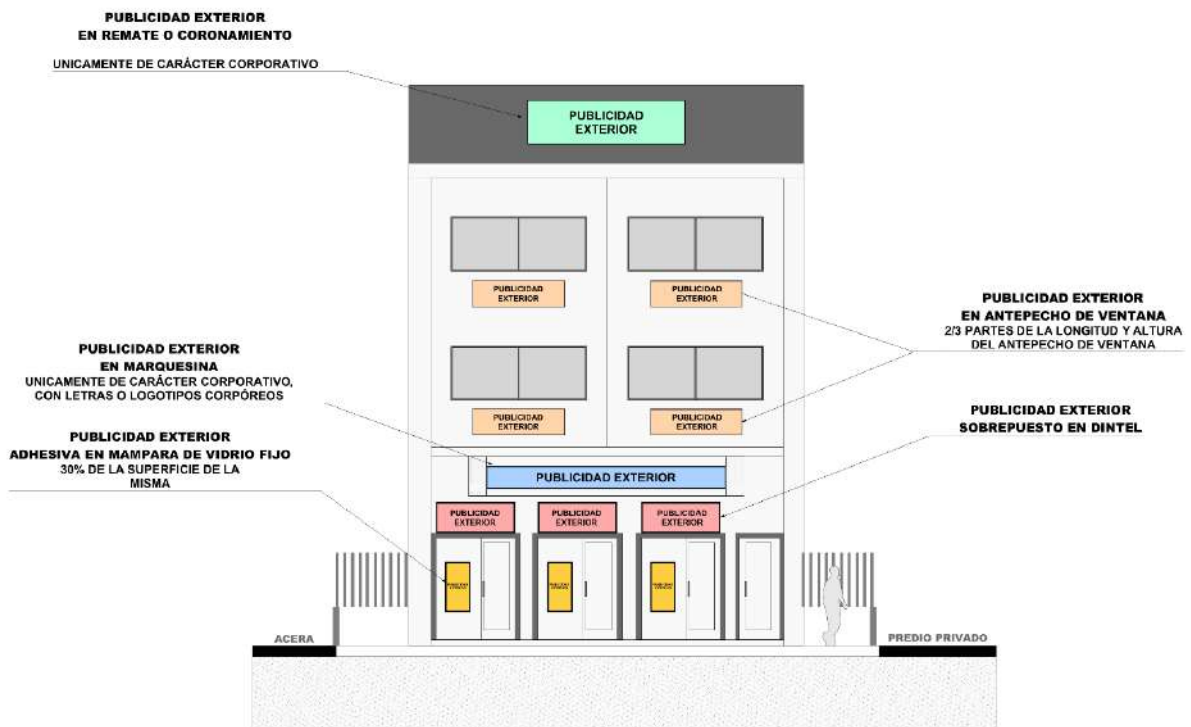 PUBLICIDAD EXTERIOR
EN REMATE O CORONAMIENTO
UNICAMENTE DE CARÁCTER CORPORATIVO
PUBLICIDAD
EXTERIOR
PUBLICIDAD
EXTERIOR
PUBLICIDAD
EXTERIOR
PUBLICIDAD EXTERIOR
EN ANTEPECHO DE VENTANA
2/3 PARTES DE LA LONGITUD Y ALTURA
DEL ANTEPECHO DE VENTANA
PUBLICIDAD EXTERIOR
EN MARQUESINA
UNICAMENTE DE CARÁCTER CORPORATIVO,
CON LETRAS O LOGOTIPOS CORPÓREOS
PUBLICIDAD
EXTERIOR
PUBLICIDAD
EXTERIOR
PUBLICIDAD EXTERIOR
SOBREPUESTO EN DINTEL
PUBLICIDAD EXTERIOR
ADHESIVA EN MAMPARA DE VIDRIO FIJO
30% DE LA SUPERFICIE DE LA
MISMA
PUBLICIDAD EXTERIOR
PUBLICIDAD
EXTERIOR
PUBLICIDAD
EXTERIOR
PUBLICIDAD
EXTERIOR
ACERA
PREDIO PRIVADO